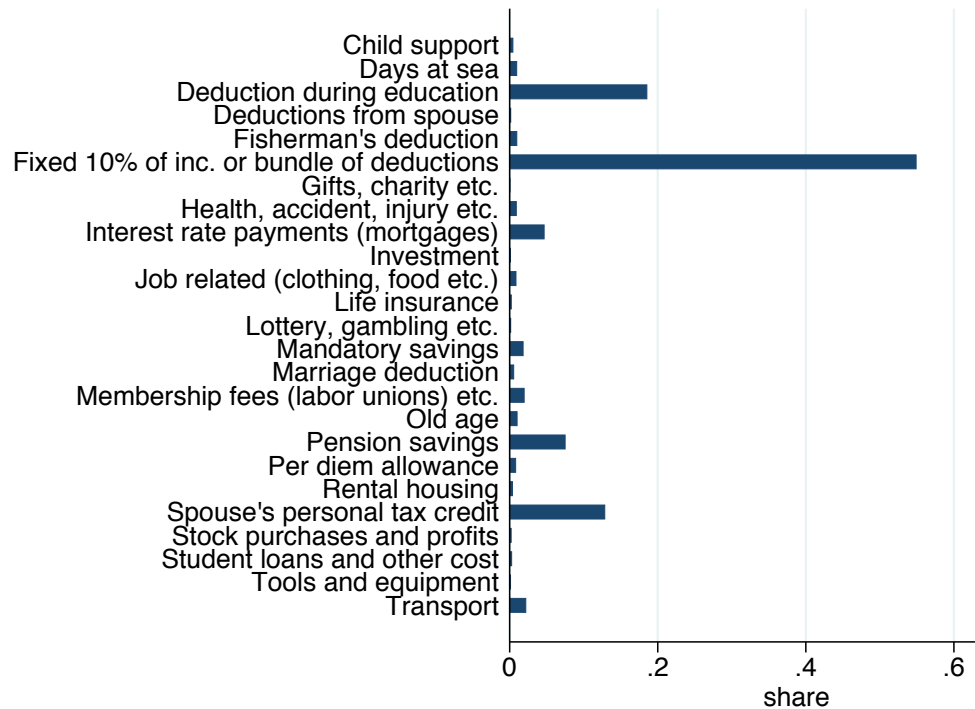 Child support
Days at sea
Deduction during education
Deductions from spouse
Fisherman's deduction
Fixed 10% of inc. or bundle of deductions
Gifts, charity etc.
Health, accident, injury etc.
Interest rate payments (mortgages)
Investment
Job related (clothing, food etc.)
Life insurance
Lottery, gambling etc.
Mandatory savings
Marriage deduction
Membership fees (labor unions) etc.
Old age
Pension savings
Per diem allowance
Rental housing
Spouse's personal tax credit
Stock purchases and profits
Student loans and other cost
Tools and equipment
Transport
0 .2 .4 .6
share